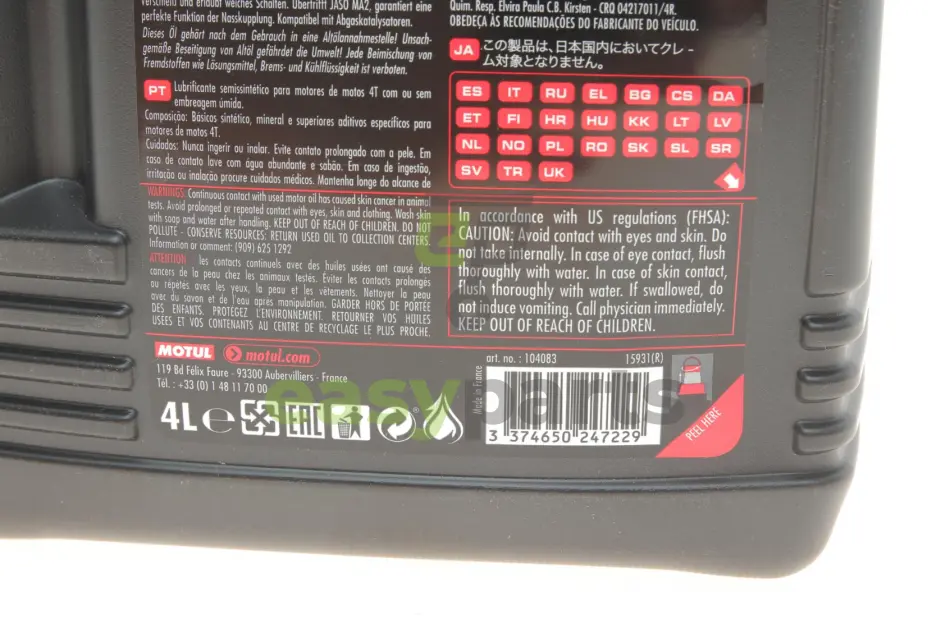 verschleißt und erlaubt weiches Schalten. Übertrifft JASO MA2, garantiert eine
perfekte Funktion der Nasskupplung. Kompatibel mit Abgaskatalysatoren.
Dieses Öl gehört nach dem Gebrauch in eine Altölannahmestelle! Unsach-
gemäße Beseitigung von Altöl gefährdet die Umwelt! Jede Beimischung von
Fremdstoffen wie Lösungsmittel, Brems- und Kühlflüssigkeit ist verboten.
PT Lubrificante semissintético para motores de motos 4T com ou sem
embreagem úmida.
Composição: Básicos sintético, mineral e superiores aditivos específicos para
motores de motos 4T.
Cuidados: Nunca ingerir ou inalar. Evite contato prolongado com a pele. Em
caso de contato lave com água abundante e sabão. Em caso de ingestão,
irritação ou inalação procure cuidados médicos. Mantenha longe do alcance de
WARNINGS: Continuous contact with used motor oil has caused skin cancer in animal
tests. Avoid prolonged or repeated contact with eyes, skin and clothing. Wash skin
with soap and water after handling. KEEP OUT OF REACH OF CHILDREN. DO NOT
POLLUTE - CONSERVE RESOURCES: RETURN USED OIL TO COLLECTION CENTERS.
Information or comment: (909) 625 1292
ATTENTION les contacts continuels avec des huiles usées ont causé des
cancers de la peau chez les animaux testés. Eviter les contacts prolongés
ou répétés avec les yeux, la peau et les vêtements. Nettoyer la peau
avec du savon et de l'eau après manipulation. GARDER HORS DE PORTÉE
DES ENFANTS. PROTÉGEZ L'ENVIRONNEMENT. RETOURNER VOS HUILES
USÉES ET VOS CONTENANTS AU CENTRE DE RECYCLAGE LE PLUS PROCHE.
Quim. Resp. Elvira Paula C.B. Kirsten - CRQ 04217011/4R.
OBEDEÇA ÀS RECOMENDAÇÕES DO FABRICANTE DO VEÍCULO.
JA この製品は、日本国内においてクレ -
ム対象となりません。
ES IT RU EL BG CS DA
ET FI HR HU KK LT LV
NL NO PL RO SK SL SR
SV TR UK
In accordance with US regulations (FHSA):
CAUTION: Avoid contact with eyes and skin. Do
not take internally. In case of eye contact, flush
thoroughly with water. In case of skin contact,
flush thoroughly with water. If swallowed, do
not induce vomiting. Call physician immediately.
KEEP OUT OF REACH OF CHILDREN.
MOTUL motul.com
119 Bd Félix Faure - 93300 Aubervilliers - France
Tél. : +33 (0) 1 48 11 70 00
4L ℮ EAC
art. no. : 104083 15931(R)
Made in France
3 374650 247229
PEEL HERE
easyparts
easyparts